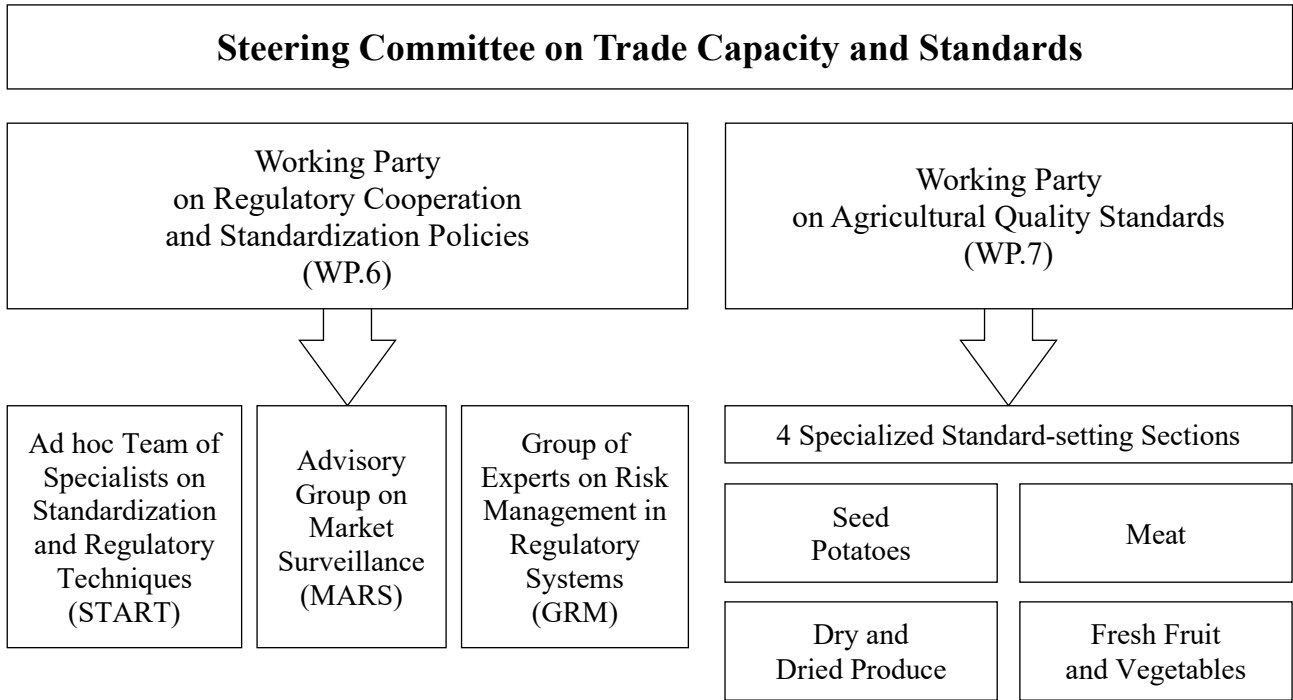 Steering Committee on Trade Capacity and Standards
Working Party
on Regulatory Cooperation
and Standardization Policies
(WP.6)
Working Party
on Agricultural Quality Standards
(WP.7)
Ad hoc Team of
Specialists on
Standardization
and Regulatory
Techniques
(START)
Advisory
Group on
Market
Surveillance
(MARS)
Group of
Experts on Risk
Management in
Regulatory
Systems
(GRM)
4 Specialized Standard-setting Sections
Seed
Potatoes
Meat
Dry and
Dried Produce
Fresh Fruit
and Vegetables